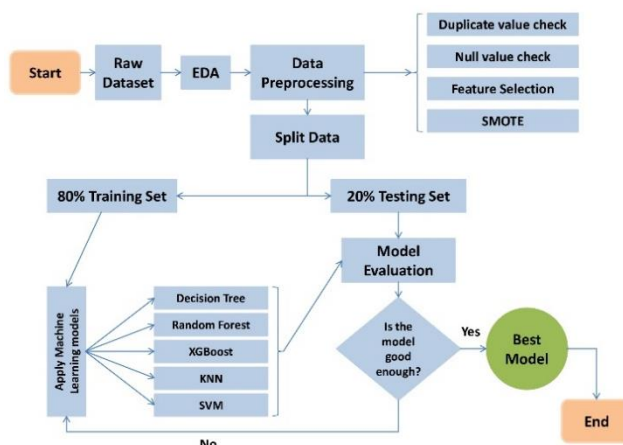 Duplicate value check
Null value check
Feature Selection
SMOTE
Start
Raw
Dataset
EDA
Data
Preprocessing
Split Data
80% Training Set
20% Testing Set
Model
Evaluation
Apply Machine
Learning models
Decision Tree
Random Forest
XGBoost
KNN
SVM
Is the
model
good
enough?
Yes
Best
Model
End
No